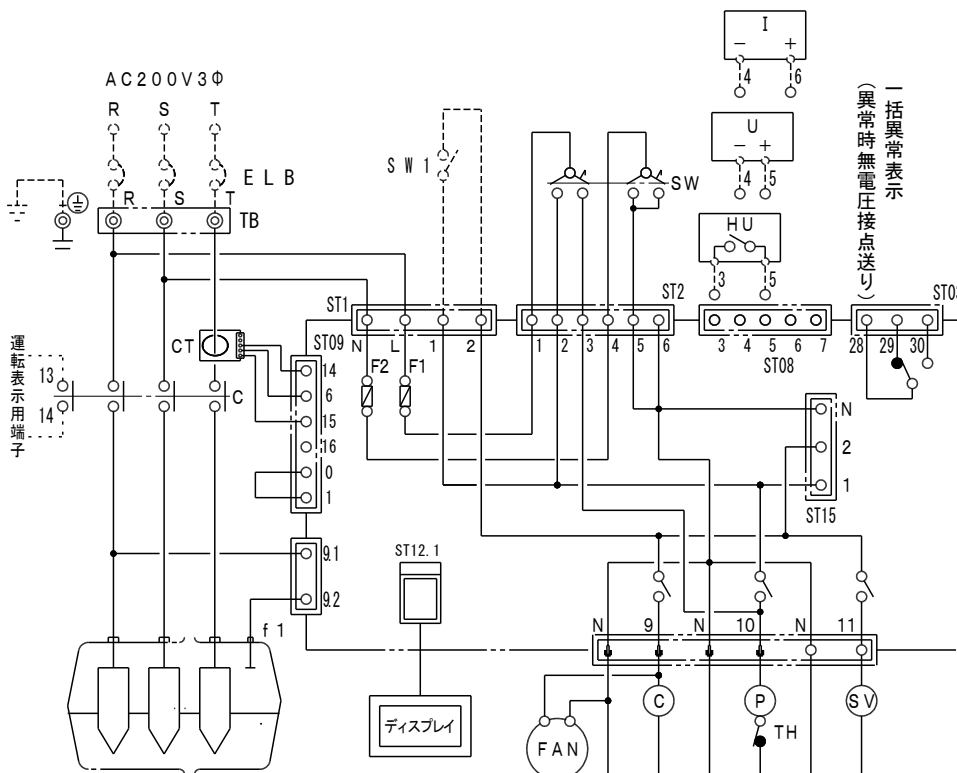 AC200V3Φ
R S T
ELB
R S T
TB
I
－ ＋
4 6
U
－ ＋
4 5
HU
3 5
一括異常表示
（異常時無電圧接点送り）
SW1
SW
ST1
N L 1 2
ST2
1 2 3 4 5 6
3 4 5 6 7
ST08
ST03
28 29 30
F2 F1
CT
ST09
14
6
15
16
0
1
運転表示用端子
13
14
C
N
2
1
ST15
9.1
9.2
f1
ST12.1
ディスプレイ
N 9 N 10 N 11
C
P
SV
TH
FAN